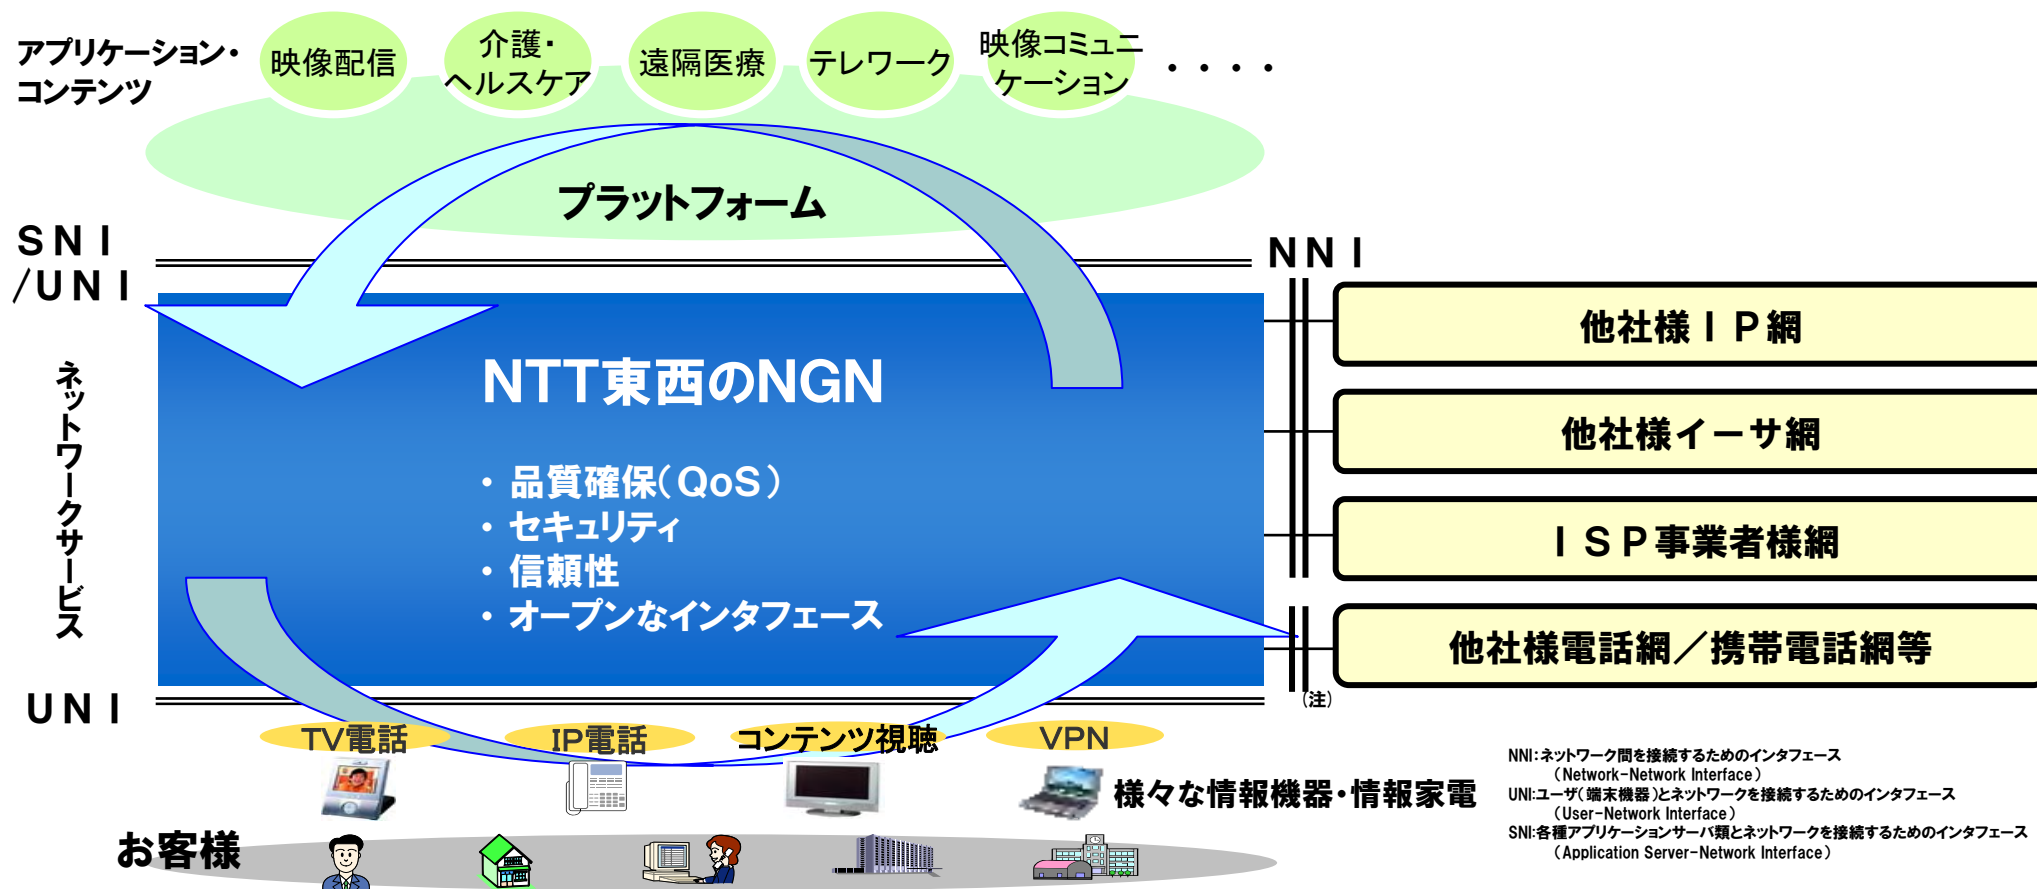 アプリケーション・
コンテンツ
映像配信
介護・
ヘルスケア
遠隔医療
テレワーク
映像コミュニ
ケーション
・・・・
プラットフォーム
ＳＮＩ
/ＵＮＩ
ＮＮＩ
ネットワークサービス
NTT東西のNGN
・品質確保(QoS)
・セキュリティ
・信頼性
・オープンなインタフェース
他社様ＩＰ網
他社様イーサ網
ＩＳＰ事業者様網
他社様電話網／携帯電話網等
(注)
ＵＮＩ
TV電話
IP電話
コンテンツ視聴
VPN
様々な情報機器・情報家電
お客様
NNI:ネットワーク間を接続するためのインタフェース
(Network-Network Interface)
UNI:ユーザ(端末機器)とネットワークを接続するためのインタフェース
(User-Network Interface)
SNI:各種アプリケーションサーバ類とネットワークを接続するためのインタフェース
(Application Server-Network Interface)